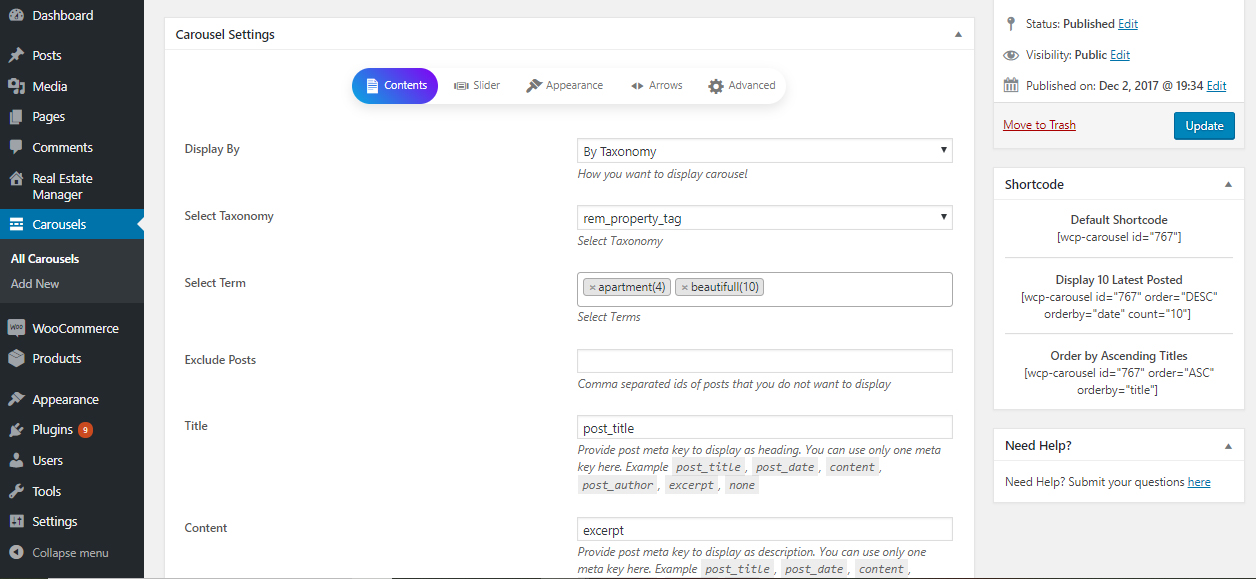 Dashboard
Posts
Media
Pages
Comments
Real Estate
Manager
Carousels
All Carousels
Add New
WooCommerce
Products
Appearance
Plugins 9
Users
Tools
Settings
Collapse menu
Carousel Settings
Contents Slider Appearance Arrows Advanced
Display By
By Taxonomy
How you want to display carousel
Select Taxonomy
rem_property_tag
Select Taxonomy
Select Term
× apartment(4) × beautifull(10)
Select Terms
Exclude Posts
Comma separated ids of posts that you do not want to display
Title
post_title
Provide post meta key to display as heading. You can use only one meta
key here. Example post_title, post_date, content,
post_author, excerpt, none
Content
excerpt
Provide post meta key to display as description. You can use only one
meta key here. Example post_title, post_date, content,
Status: Published Edit
Visibility: Public Edit
Published on: Dec 2, 2017 @ 19:34 Edit
Move to Trash
Update
Shortcode
Default Shortcode
[wcp-carousel id="767"]
Display 10 Latest Posted
[wcp-carousel id="767" order="DESC"
orderby="date" count="10"]
Order by Ascending Titles
[wcp-carousel id="767" order="ASC"
orderby="title"]
Need Help?
Need Help? Submit your questions here